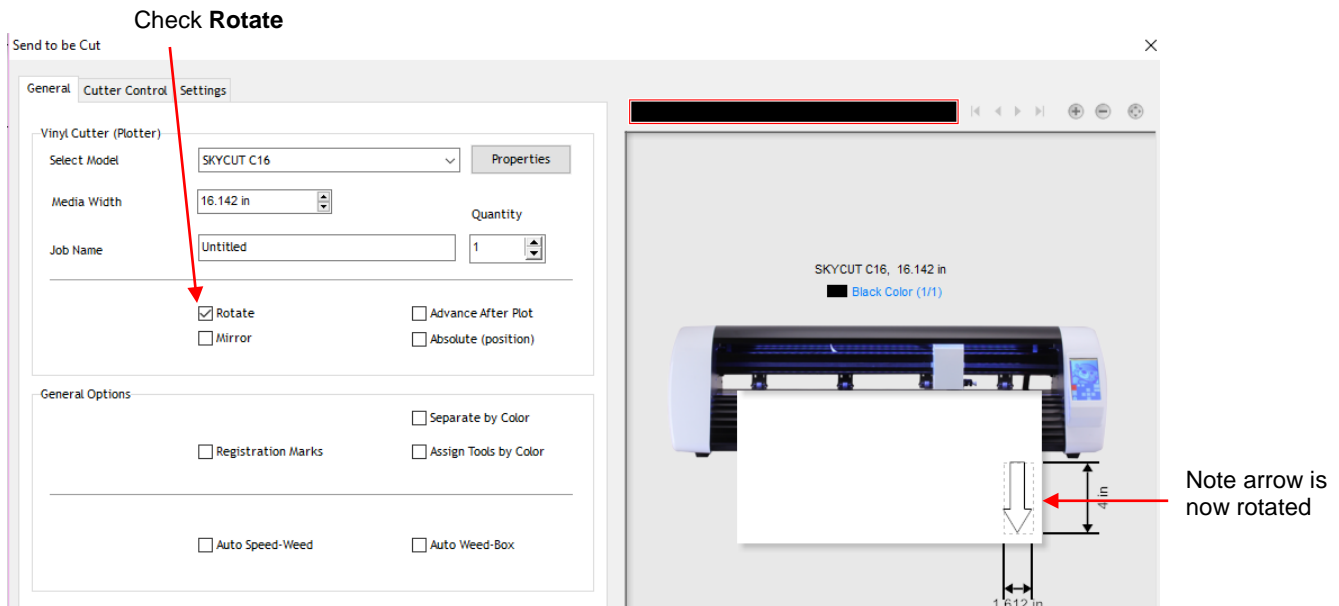 Check Rotate
Send to be Cut
General Cutter Control Settings
Vinyl Cutter (Plotter)
Select Model SKYCUT C16 Properties
Media Width 16.142 in
Quantity
Job Name Untitled 1
Rotate Advance After Plot
Mirror Absolute (position)
General Options
Separate by Color
Registration Marks Assign Tools by Color
Auto Speed-Weed Auto Weed-Box
SKYCUT C16, 16.142 in
Black Color (1/1)
4 in
1.612 in
Note arrow is
now rotated